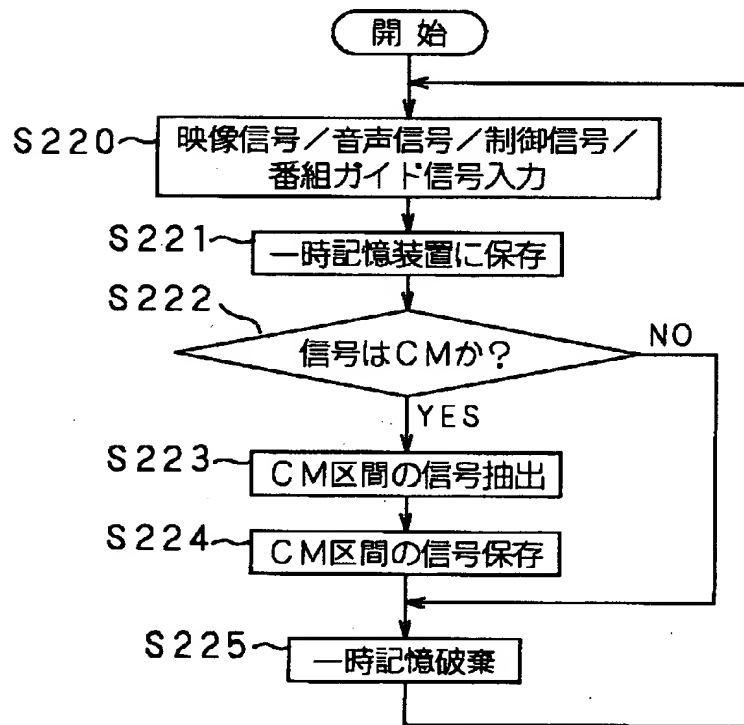 開始
S220
映像信号／音声信号／制御信号／
番組ガイド信号入力
S221
一時記憶装置に保存
S222
信号はCMか？
NO
YES
S223
CM区間の信号抽出
S224
CM区間の信号保存
S225
一時記憶破棄